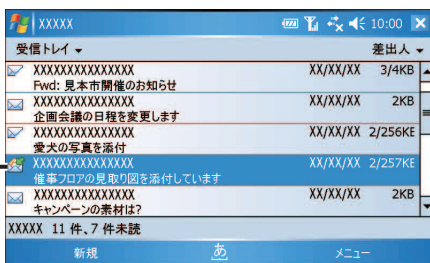 XXXXX 10:00
受信トレイ 差出人
XXXXXXXXXXXXXXX XX/XX/XX 3/4KB
Fwd: 見本市開催のお知らせ
XXXXXXXXXXXXXXX XX/XX/XX 2KB
企画会議の日程を変更します
XXXXXXXXXXXXXXX XX/XX/XX 2/256KB
愛犬の写真を添付
XXXXXXXXXXXXXXX XX/XX/XX 2/257KB
催事フロアの見取り図を添付しています
XXXXXXXXXXXXXXX XX/XX/XX 2KB
キャンペーンの素材は?
XXXXX 11 件、7 件未読
新規 あ メニュー